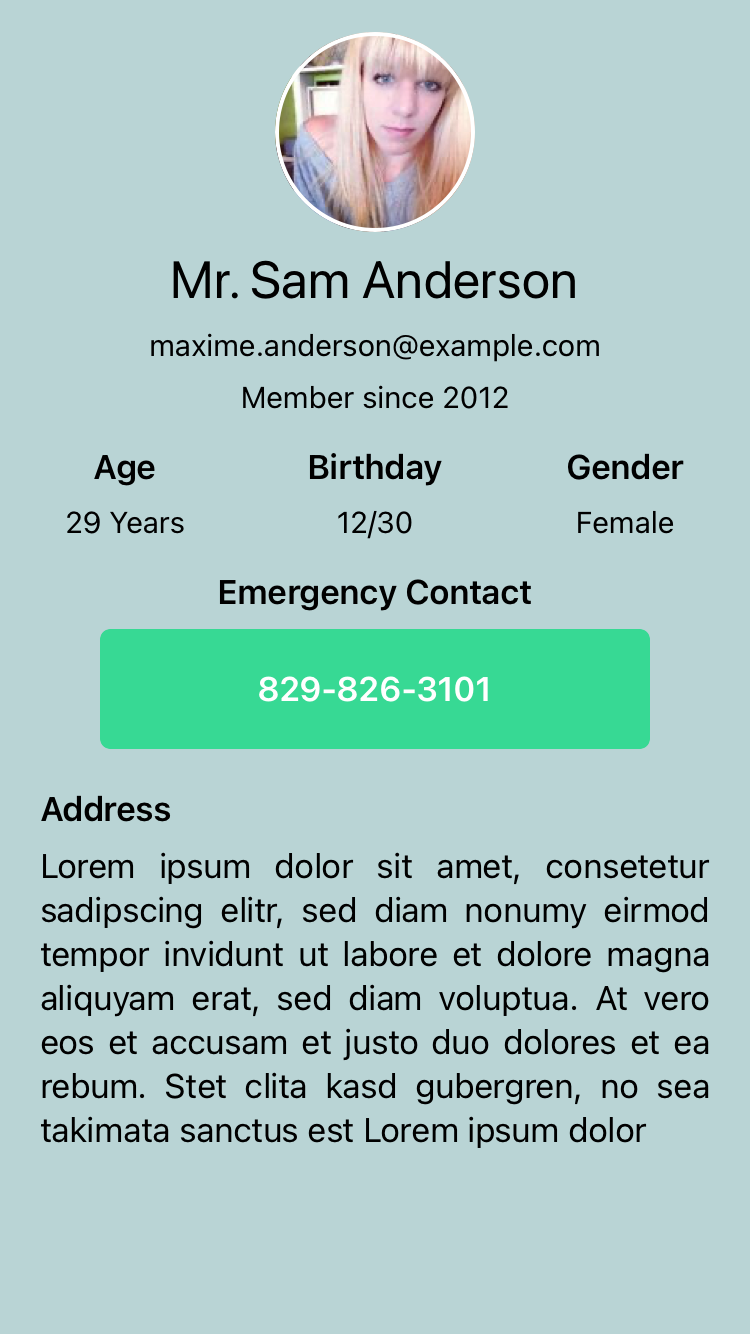 Mr. Sam Anderson
maxime.anderson@example.com
Member since 2012
Age Birthday Gender
29 Years 12/30 Female
Emergency Contact
829-826-3101
Address
Lorem ipsum dolor sit amet, consetetur
sadipscing elitr, sed diam nonumy eirmod
tempor invidunt ut labore et dolore magna
aliquyam erat, sed diam voluptua. At vero
eos et accusam et justo duo dolores et ea
rebum. Stet clita kasd gubergren, no sea
takimata sanctus est Lorem ipsum dolor